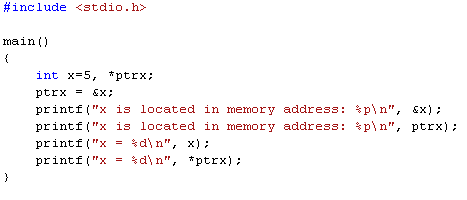 #include <stdio.h>

main()
{
    int x=5, *ptrx;
    ptrx = &x;
    printf("x is located in memory address: %p\n", &x);
    printf("x is located in memory address: %p\n", ptrx);
    printf("x = %d\n", x);
    printf("x = %d\n", *ptrx);
}